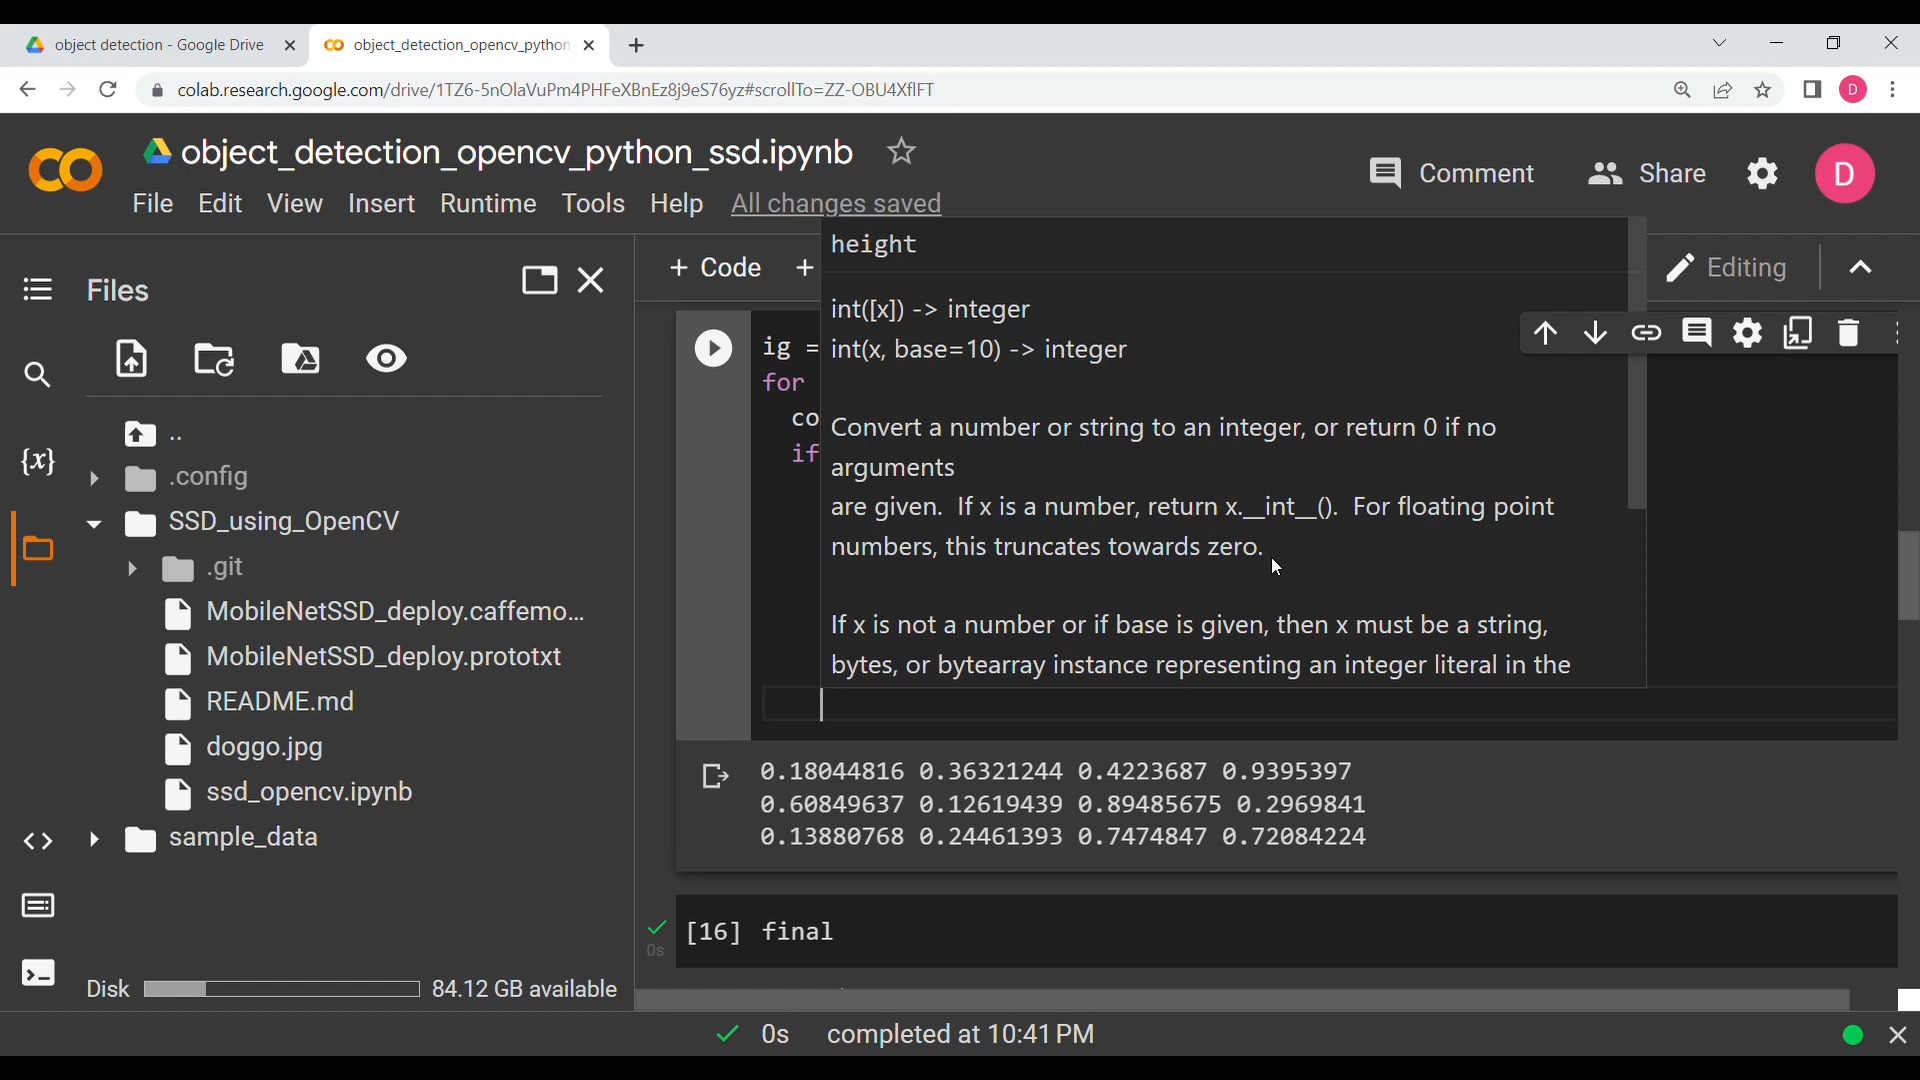 object detection - Google Drive
object_detection_opencv_python
colab.research.google.com/drive/1TZ6-5nOlaVuPm4PHFeXBnEz8j9eS76yz#scrollTo=ZZ-OBU4XfIFT
D
object_detection_opencv_python_ssd.ipynb
Comment
Share
D
File Edit View Insert Runtime Tools Help All changes saved
Files
..
.config
SSD_using_OpenCV
.git
MobileNetSSD_deploy.caffemo...
MobileNetSSD_deploy.prototxt
README.md
doggo.jpg
ssd_opencv.ipynb
sample_data
Disk 84.12 GB available
+ Code +
Editing
height
int([x]) -> integer
int(x, base=10) -> integer
Convert a number or string to an integer, or return 0 if no
arguments
are given. If x is a number, return x.__int__(). For floating point
numbers, this truncates towards zero.
If x is not a number or if base is given, then x must be a string,
bytes, or bytearray instance representing an integer literal in the
ig =
for
co
if
0.18044816 0.36321244 0.4223687 0.9395397
0.60849637 0.12619439 0.89485675 0.2969841
0.13880768 0.24461393 0.7474847 0.72084224
[16] final
0s
0s completed at 10:41 PM